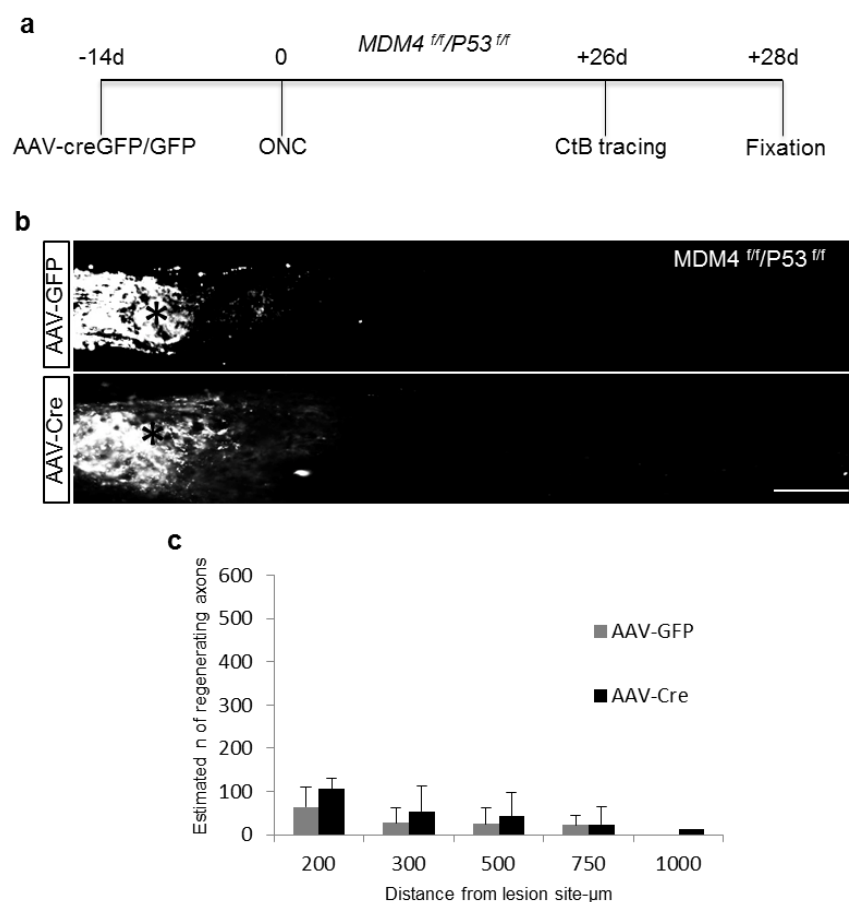 a
MDM4 f/f/P53 f/f
-14d 0 +26d +28d
AAV-creGFP/GFP ONC CtB tracing Fixation
b
AAV-GFP
MDM4 f/f/P53 f/f
*
AAV-Cre
*
c
Estimated n of regenerating axons
600
500
400
300
200
100
0
AAV-GFP
AAV-Cre
200 300 500 750 1000
Distance from lesion site-µm